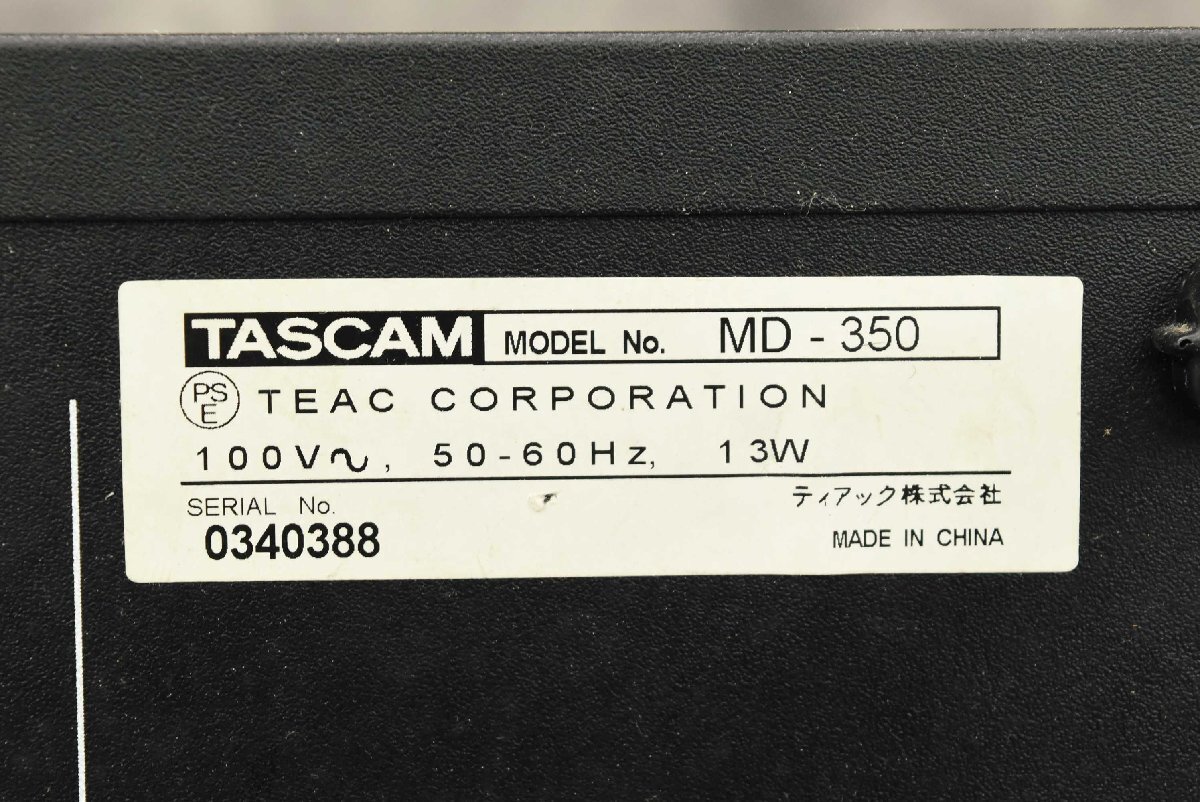 TASCAM MODEL No. MD - 350
PSE TEAC CORPORATION
100V～, 50-60Hz, 13W
SERIAL No.
0340388
ティアック株式会社
MADE IN CHINA